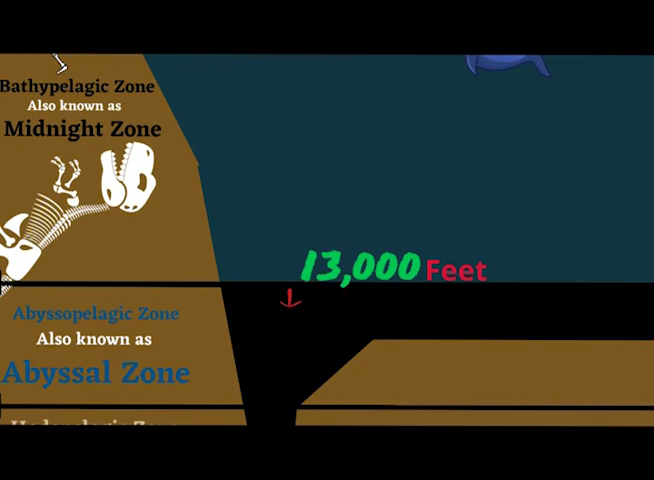 Bathypelagic Zone
Also known as
Midnight Zone
13,000 Feet
Abyssopelagic Zone
Also known as
Abyssal Zone